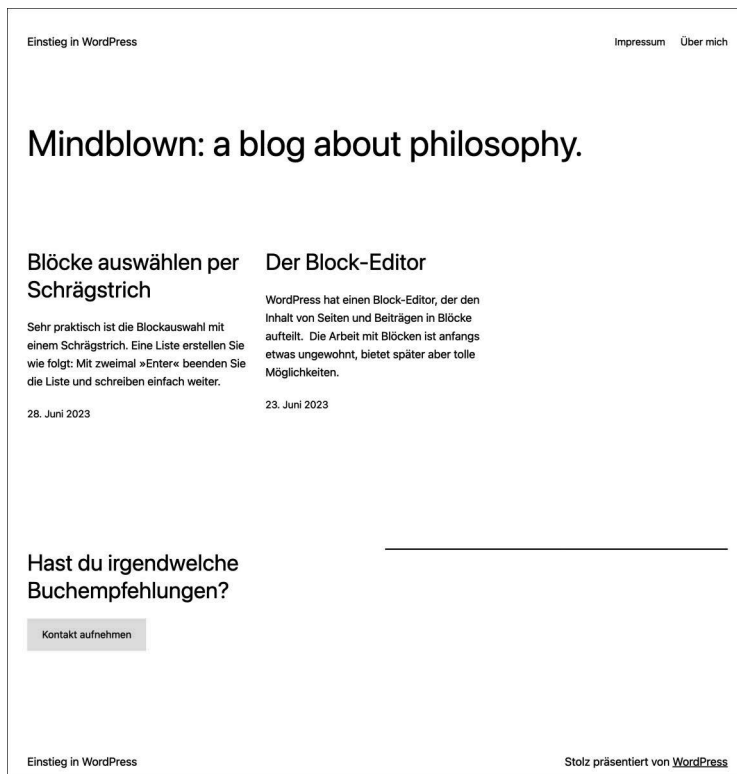 Einstieg in WordPress
Impressum Über mich
Mindblown: a blog about philosophy.
Blöcke auswählen per
Schrägstrich
Sehr praktisch ist die Blockauswahl mit
einem Schrägstrich. Eine Liste erstellen Sie
wie folgt: Mit zweimal »Enter« beenden Sie
die Liste und schreiben einfach weiter.
28. Juni 2023
Der Block-Editor
WordPress hat einen Block-Editor, der den
Inhalt von Seiten und Beiträgen in Blöcke
aufteilt.  Die Arbeit mit Blöcken ist anfangs
etwas ungewohnt, bietet später aber tolle
Möglichkeiten.
23. Juni 2023
Hast du irgendwelche
Buchempfehlungen?
Kontakt aufnehmen
Einstieg in WordPress
Stolz präsentiert von WordPress